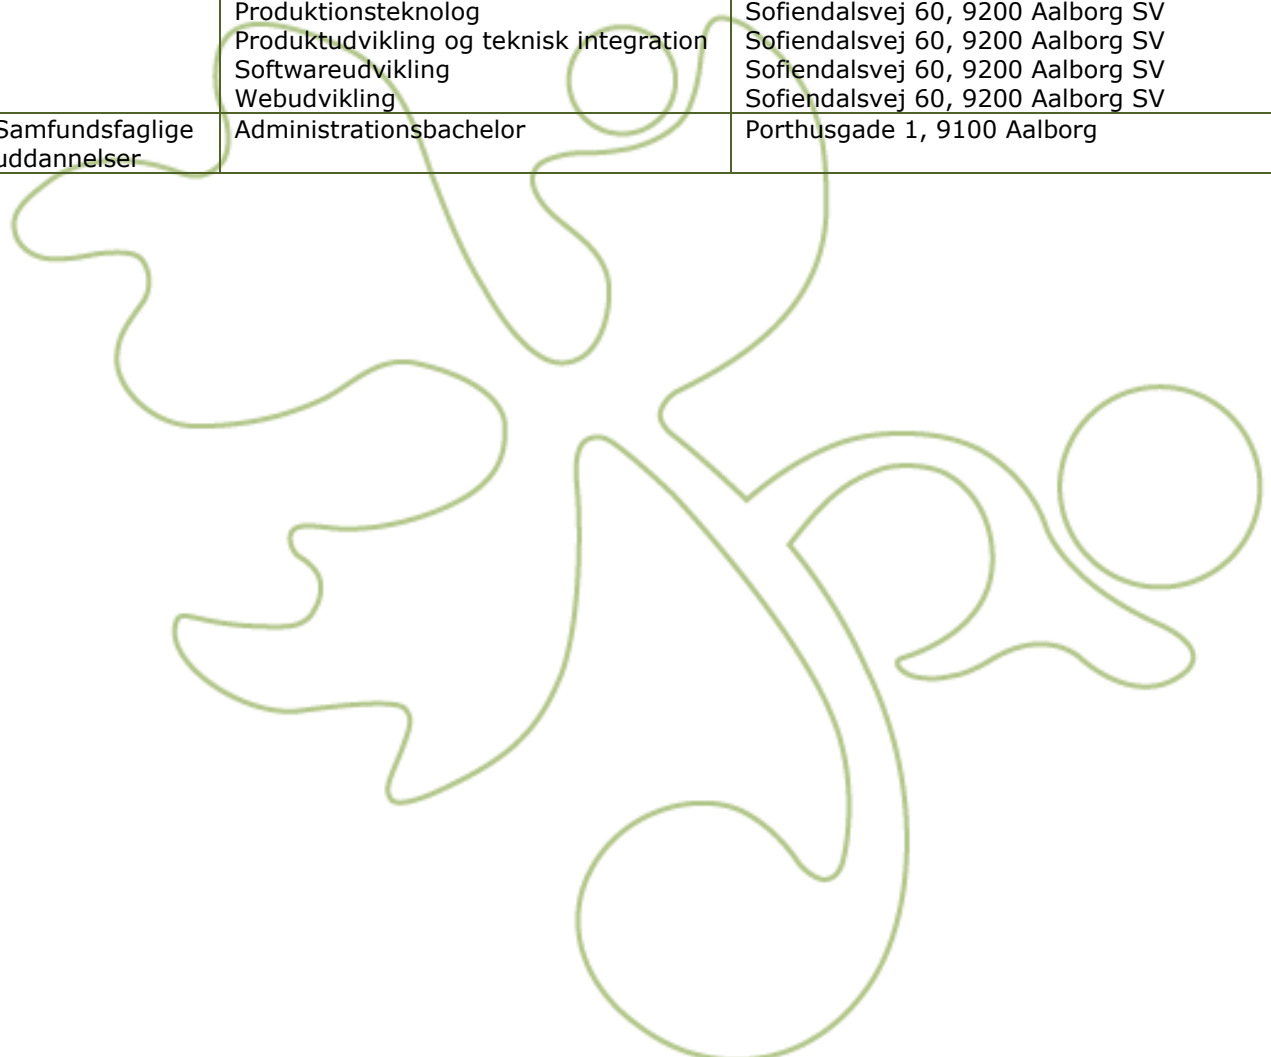 Produktionsteknolog Sofiendalsvej 60, 9200 Aalborg SV
Produktudvikling og teknisk integration Sofiendalsvej 60, 9200 Aalborg SV
Softwareudvikling Sofiendalsvej 60, 9200 Aalborg SV
Webudvikling Sofiendalsvej 60, 9200 Aalborg SV
Samfundsfaglige Administrationsbachelor Porthusgade 1, 9100 Aalborg
uddannelser